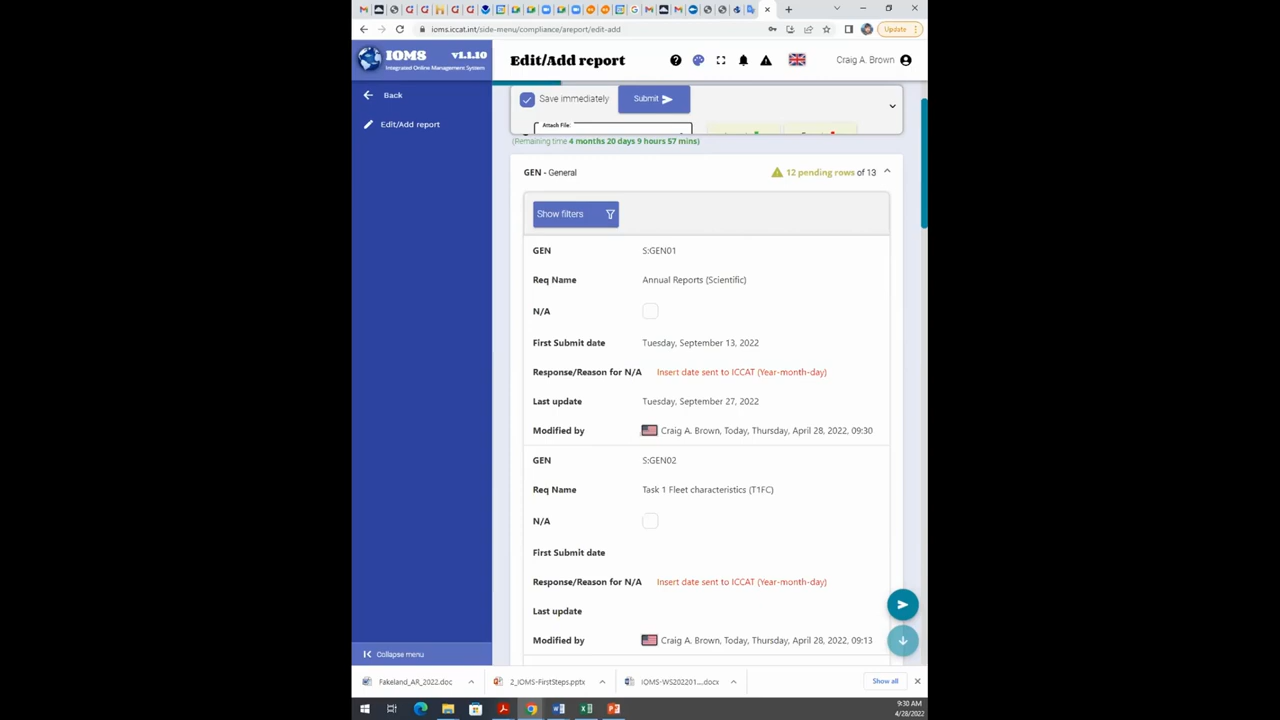 ioms.iccat.int/side-menu/compliance/areport/edit-add
Update
IOMS v1.1.10
Integrated Online Management System
Edit/Add report
Craig A. Brown
Back
Edit/Add report
Save immediately
Submit
Attach File:
(Remaining time 4 months 20 days 9 hours 57 mins)
GEN - General
12 pending rows of 13
Show filters
GEN S:GEN01
Req Name Annual Reports (Scientific)
N/A
First Submit date Tuesday, September 13, 2022
Response/Reason for N/A Insert date sent to ICCAT (Year-month-day)
Last update Tuesday, September 27, 2022
Modified by Craig A. Brown, Today, Thursday, April 28, 2022, 09:30
GEN S:GEN02
Req Name Task 1 Fleet characteristics (T1FC)
N/A
First Submit date
Response/Reason for N/A Insert date sent to ICCAT (Year-month-day)
Last update
Modified by Craig A. Brown, Today, Thursday, April 28, 2022, 09:13
Collapse menu
Fakeland_AR_2022.doc
2_IOMS-FirstSteps.pptx
IOMS-WS202201....docx
Show all
9:30 AM
4/28/2022